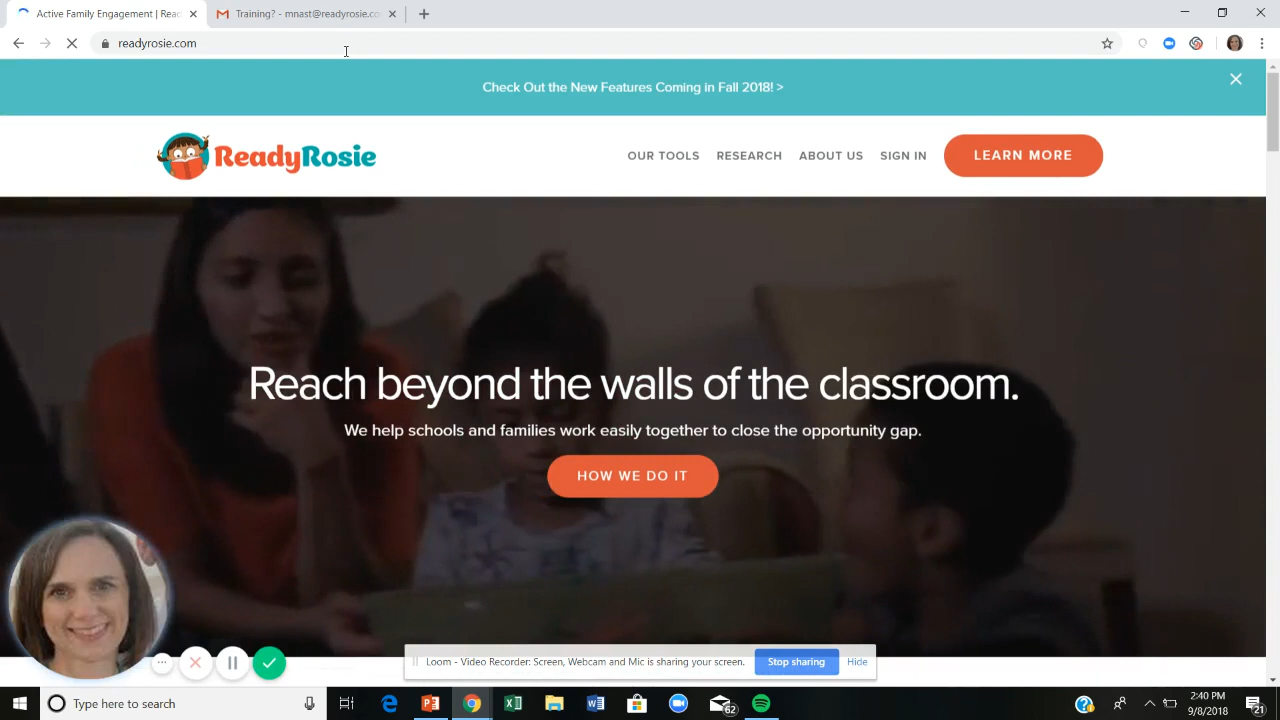 Active Family Engagement | Reac
Training? - mnast@readyrosie.co
readyrosie.com
Check Out the New Features Coming in Fall 2018! >
ReadyRosie
OUR TOOLS
RESEARCH
ABOUT US
SIGN IN
LEARN MORE
Reach beyond the walls of the classroom.
We help schools and families work easily together to close the opportunity gap.
HOW WE DO IT
Loom - Video Recorder: Screen, Webcam and Mic is sharing your screen.
Stop sharing
Hide
Type here to search
62
2:40 PM
9/8/2018
21